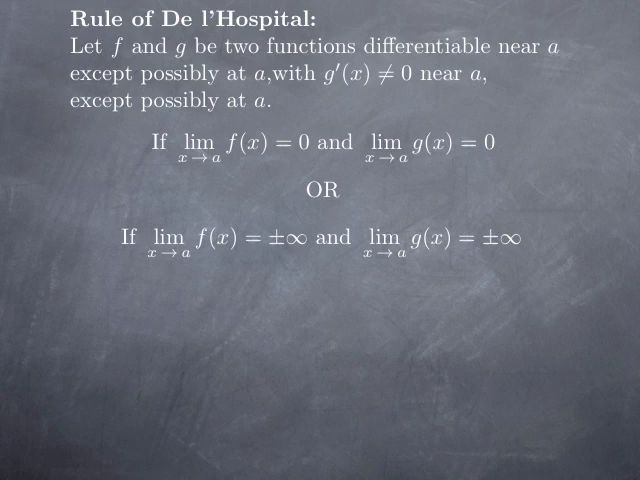 Rule of De l'Hospital:
Let f and g be two functions differentiable near a
except possibly at a,with g′(x) ≠ 0 near a,
except possibly at a.
If lim_{x → a} f(x) = 0 and lim_{x → a} g(x) = 0
OR
If lim_{x → a} f(x) = ±∞ and lim_{x → a} g(x) = ±∞